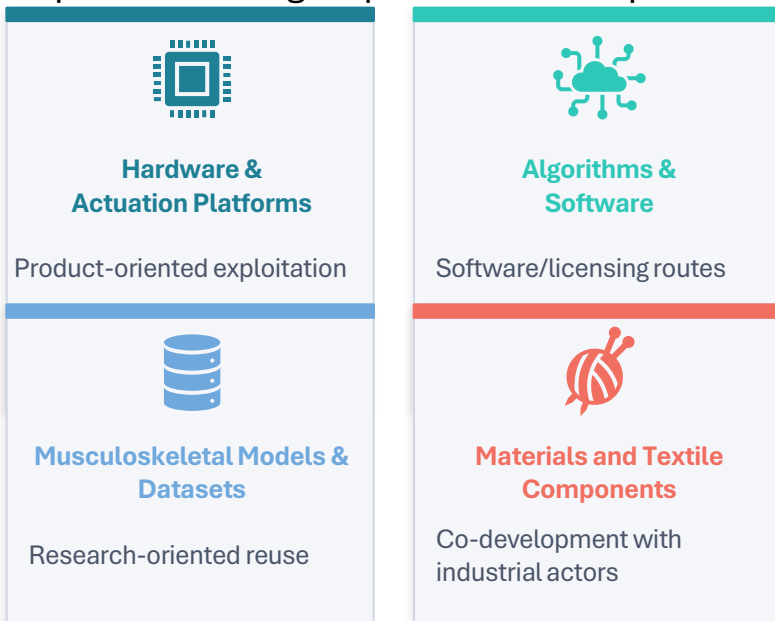 Hardware &
Actuation Platforms
Product-oriented exploitation
Algorithms &
Software
Software/licensing routes
Musculoskeletal Models &
Datasets
Research-oriented reuse
Materials and Textile
Components
Co-development with
industrial actors